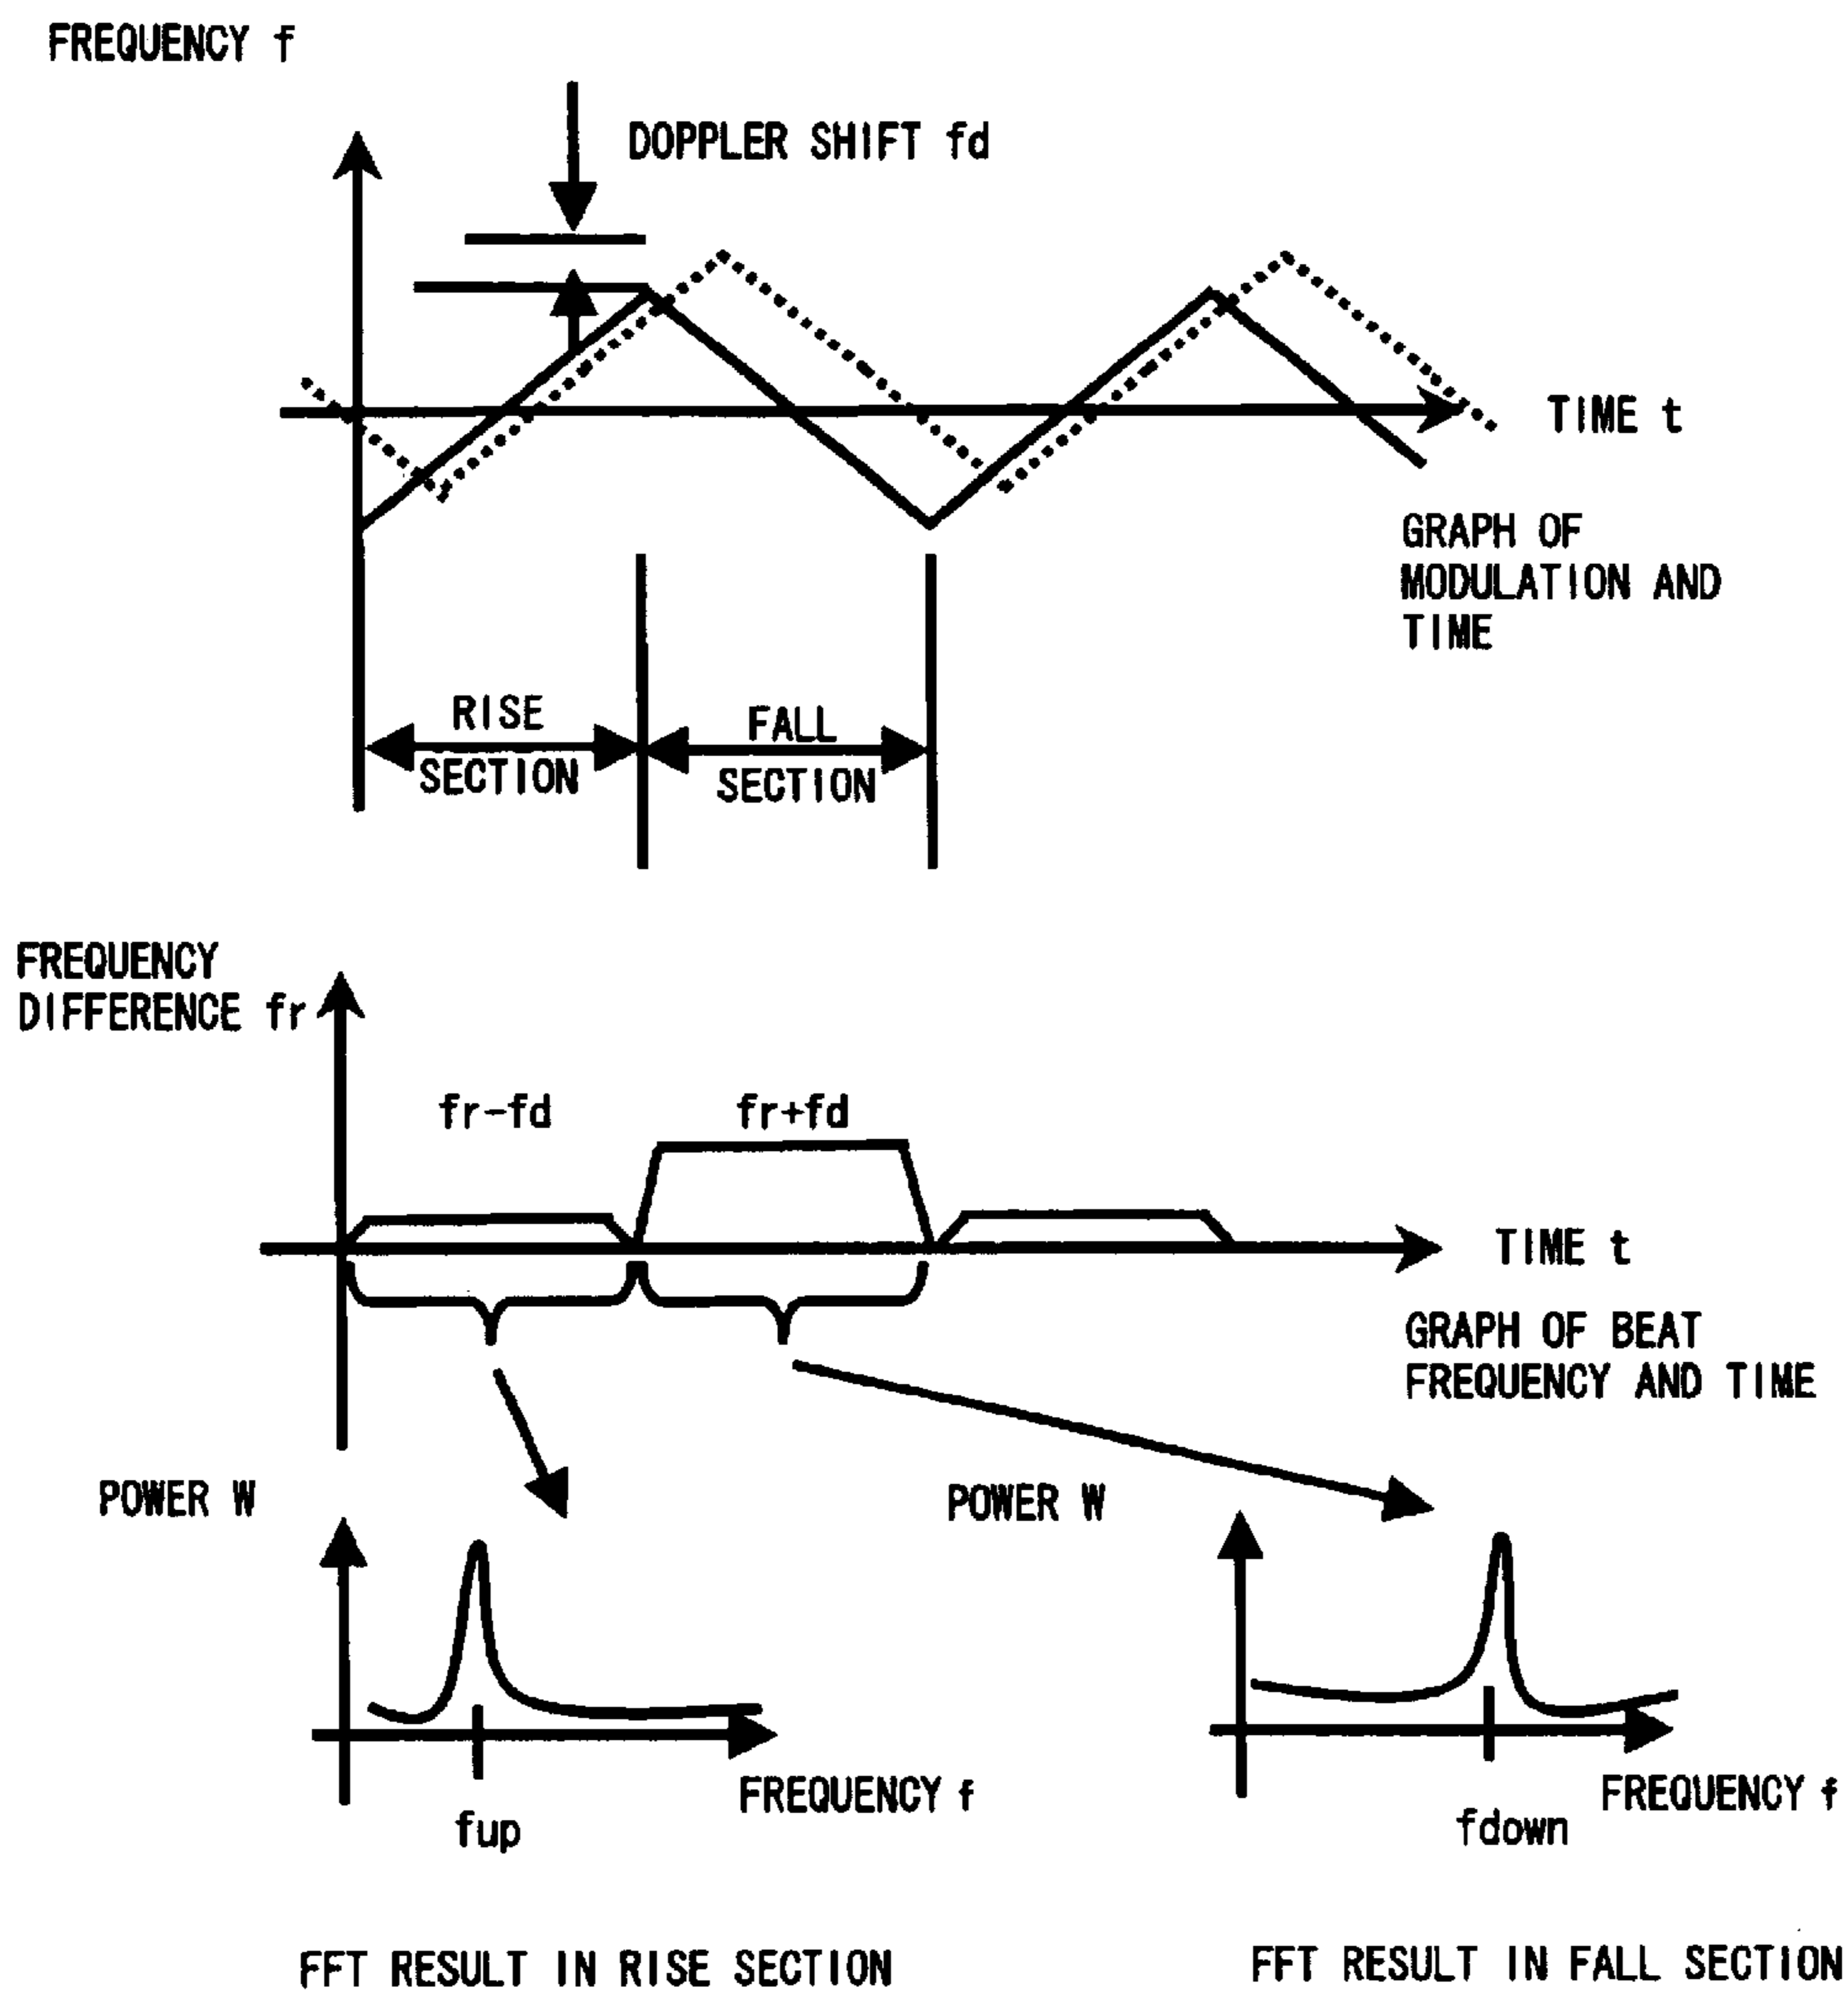 FREQUENCY f
DOPPLER SHIFT fd
TIME t
GRAPH OF
MODULATION AND
TIME
RISE
SECTION
FALL
SECTION
FREQUENCY
DIFFERENCE fr
fr-fd
fr+fd
TIME t
GRAPH OF BEAT
FREQUENCY AND TIME
POWER W
POWER W
FREQUENCY f
fup
FREQUENCY f
fdown
FFT RESULT IN RISE SECTION
FFT RESULT IN FALL SECTION